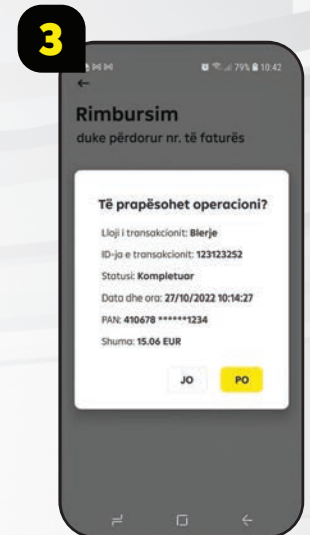 3
79% 10:42
Rimbursim
duke përdorur nr. të faturës
Të prapësohet operacioni?
Lloji i transakcionit: Blerje
ID-ja e transakcionit: 123123252
Statusi: Kompletuar
Data dhe ora: 27/10/2022 10:14:27
PAN: 410678 ******1234
Shuma: 15.06 EUR
JO PO